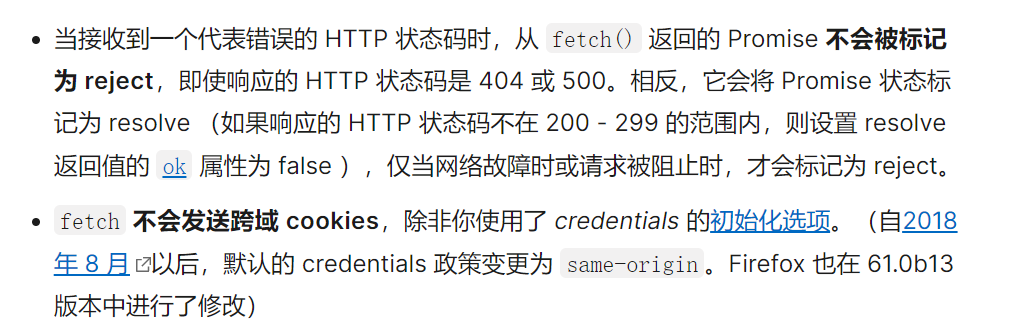 当接收到一个代表错误的 HTTP 状态码时，从 fetch() 返回的 Promise 不会被标记
为 reject，即使响应的 HTTP 状态码是 404 或 500。相反，它会将 Promise 状态标
记为 resolve （如果响应的 HTTP 状态码不在 200 - 299 的范围内，则设置 resolve
返回值的 ok 属性为 false ），仅当网络故障时或请求被阻止时，才会标记为 reject。
fetch 不会发送跨域 cookies，除非你使用了 credentials 的初始化选项。（自2018
年 8 月以后，默认的 credentials 政策变更为 same-origin。Firefox 也在 61.0b13
版本中进行了修改）